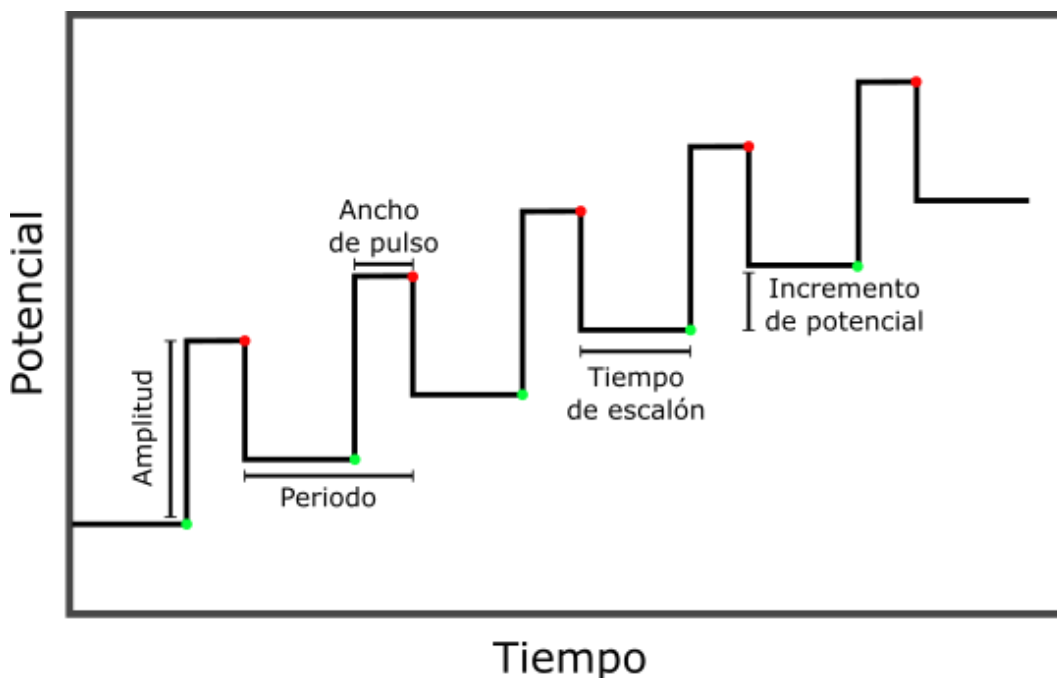 Potencial
Ancho
de pulso
Incremento
de potencial
Amplitud
Tiempo
de escalón
Periodo
Tiempo